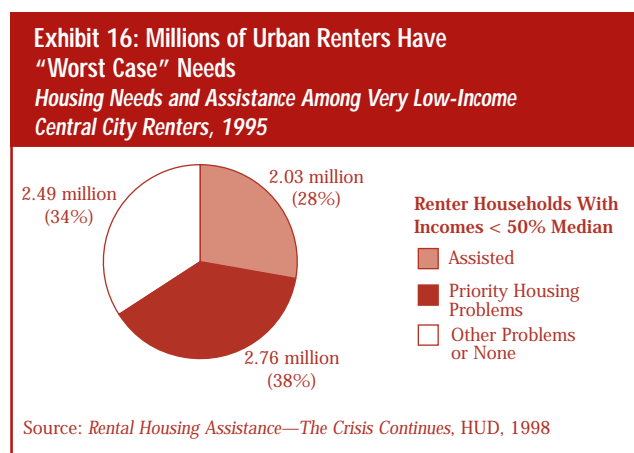 Exhibit 16: Millions of Urban Renters Have
“Worst Case” Needs
Housing Needs and Assistance Among Very Low-Income
Central City Renters, 1995
2.49 million
(34%)
2.03 million
(28%)
2.76 million
(38%)
Renter Households With
Incomes < 50% Median
Assisted
Priority Housing
Problems
Other Problems
or None
Source: Rental Housing Assistance—The Crisis Continues, HUD, 1998